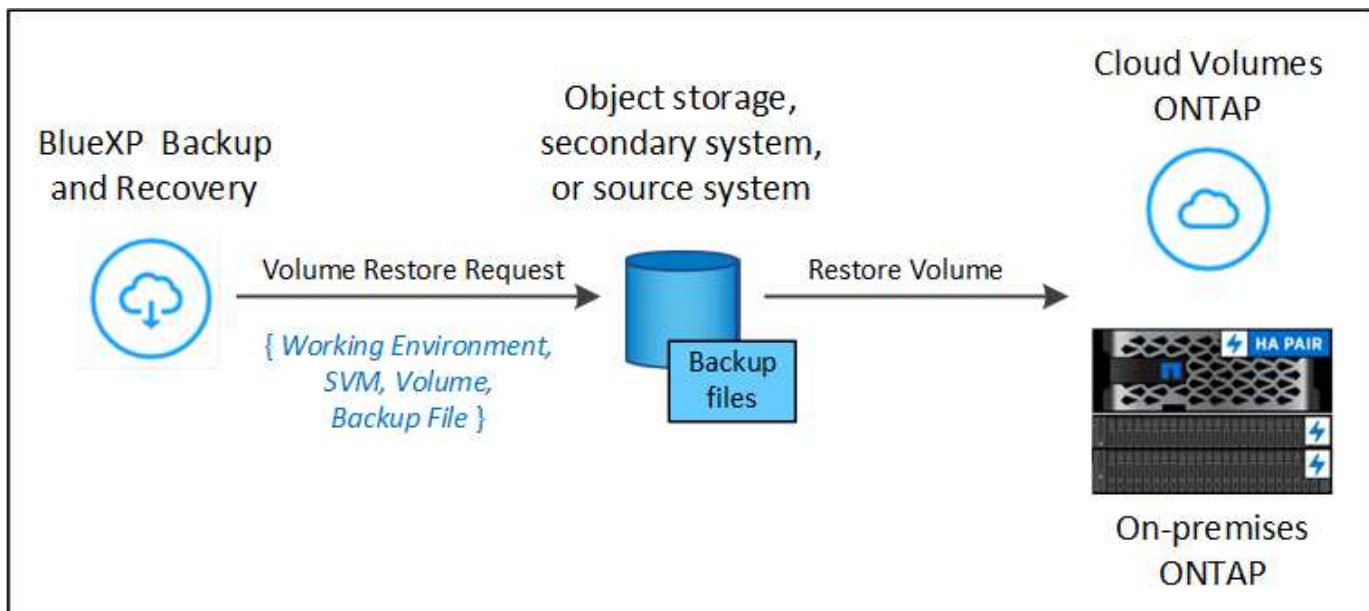 BlueXP Backup
and Recovery
Volume Restore Request
{ Working Environment,
SVM, Volume,
Backup File }
Object storage,
secondary system,
or source system
Backup
files
Restore Volume
Cloud Volumes
ONTAP
HA PAIR
On-premises
ONTAP